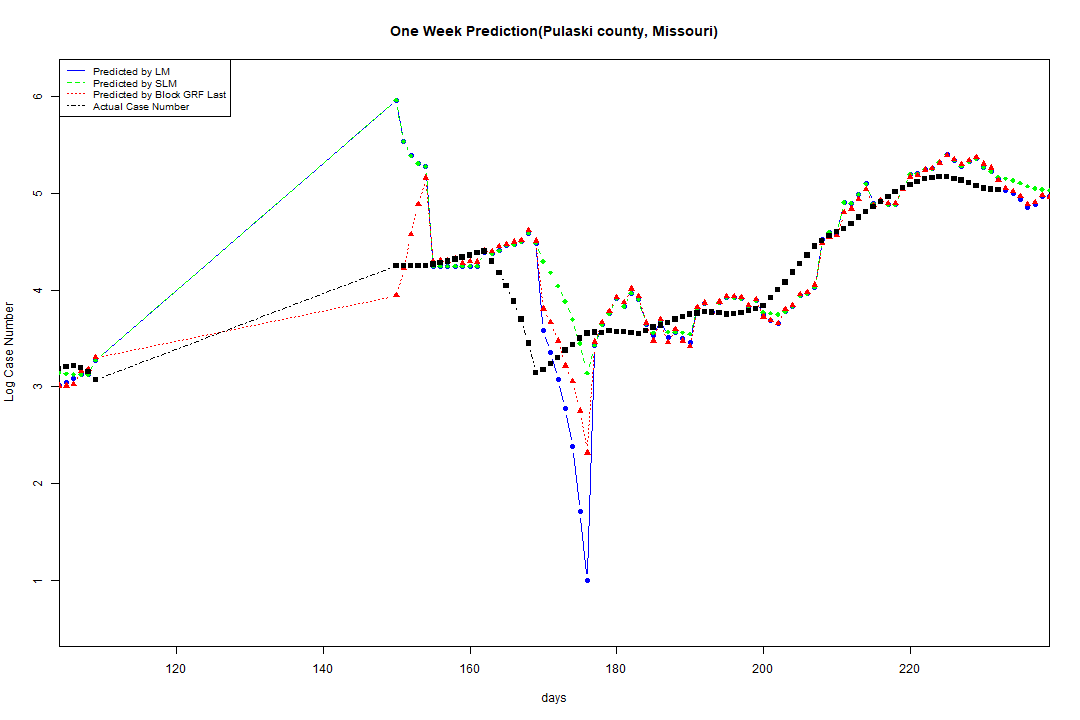 One Week Prediction(Pulaski county, Missouri)
Predicted by LM
Predicted by SLM
Predicted by Block GRF Last
Actual Case Number
6
5
4
3
2
1
Log Case Number
120 140 160 180 200 220
days